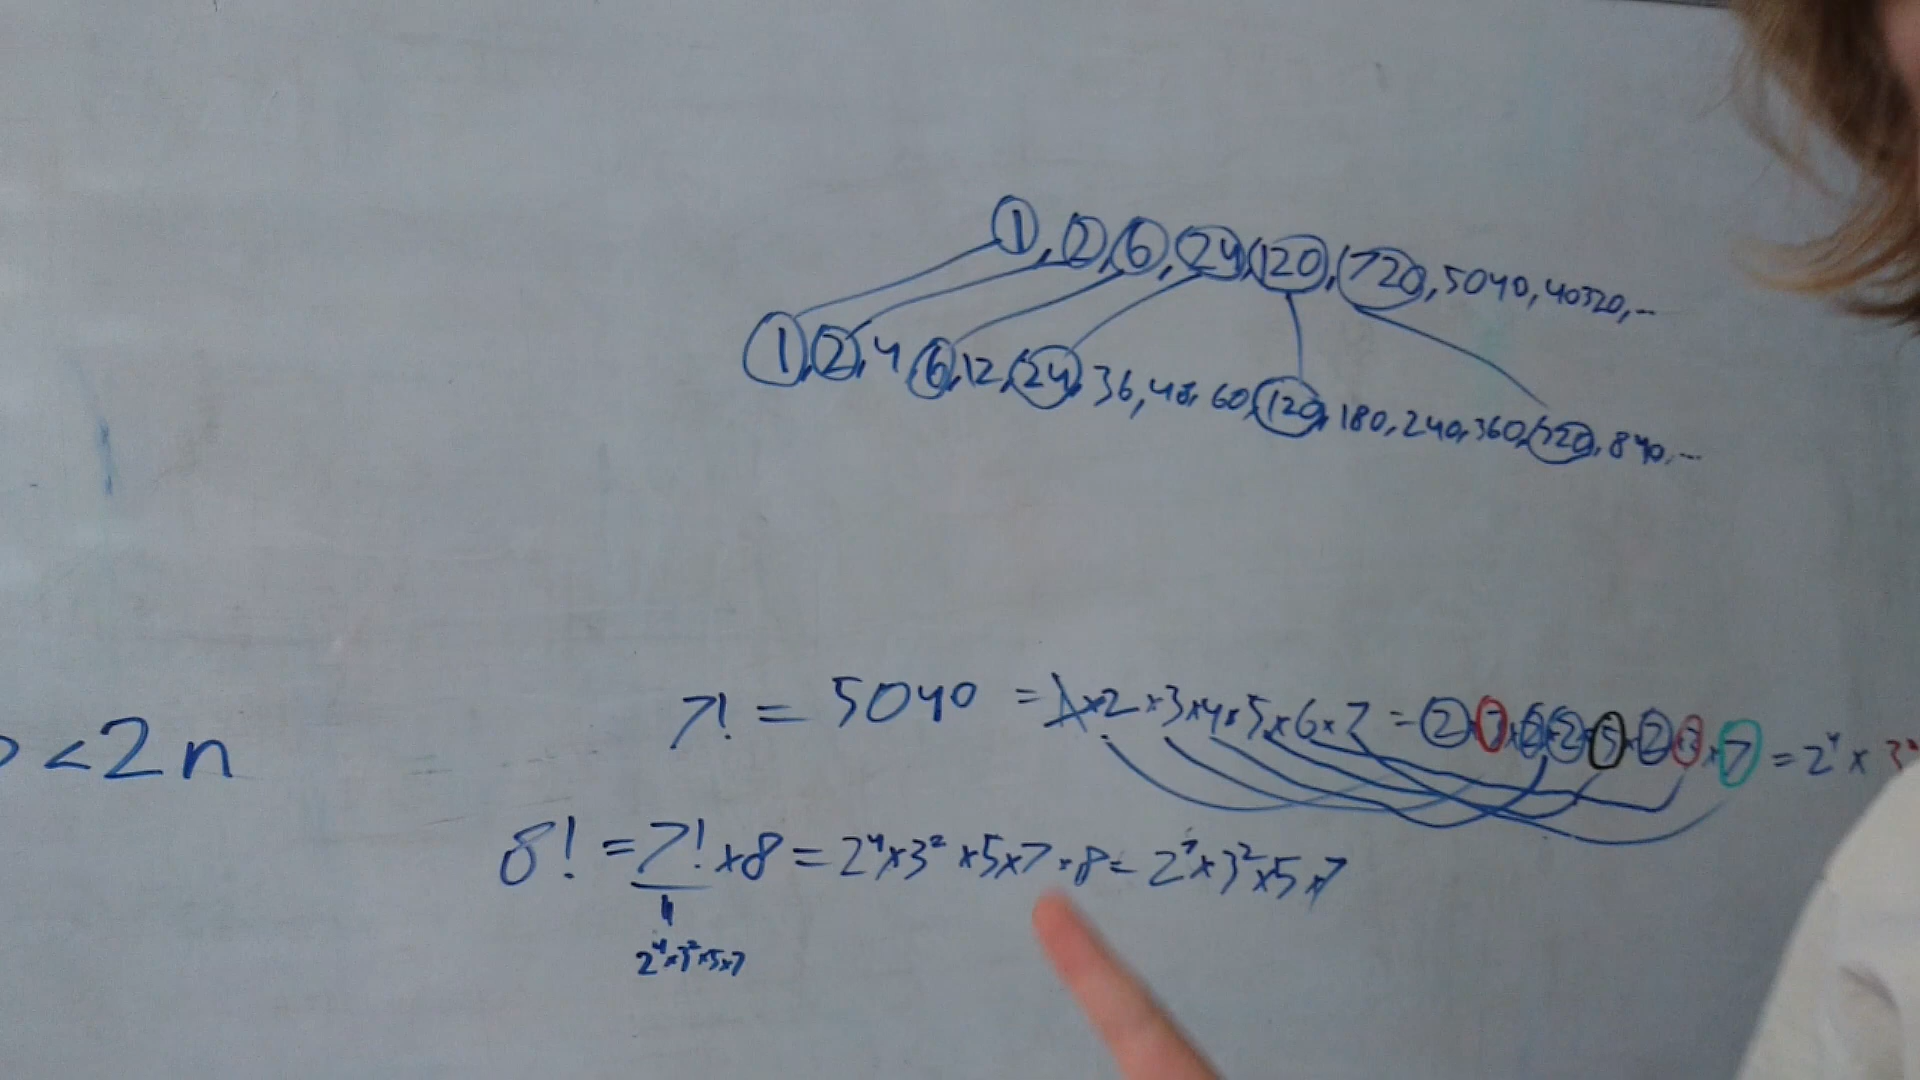 1, 2, 6, 24, 120, 720, 5040, 40320, ...
1, 2, 4, 6, 12, 24, 36, 48, 60, 120, 180, 240, 360, 720, 840, ...
7! = 5040 = 1×2×3×4×5×6×7 = 2×3×2×2×5×2×3×7 = 2⁴ × 3²
< 2n
8! = 7! × 8 = 2⁴×3²×5×7×8 = 2⁷×3²×5×7
2⁴×3²×5×7